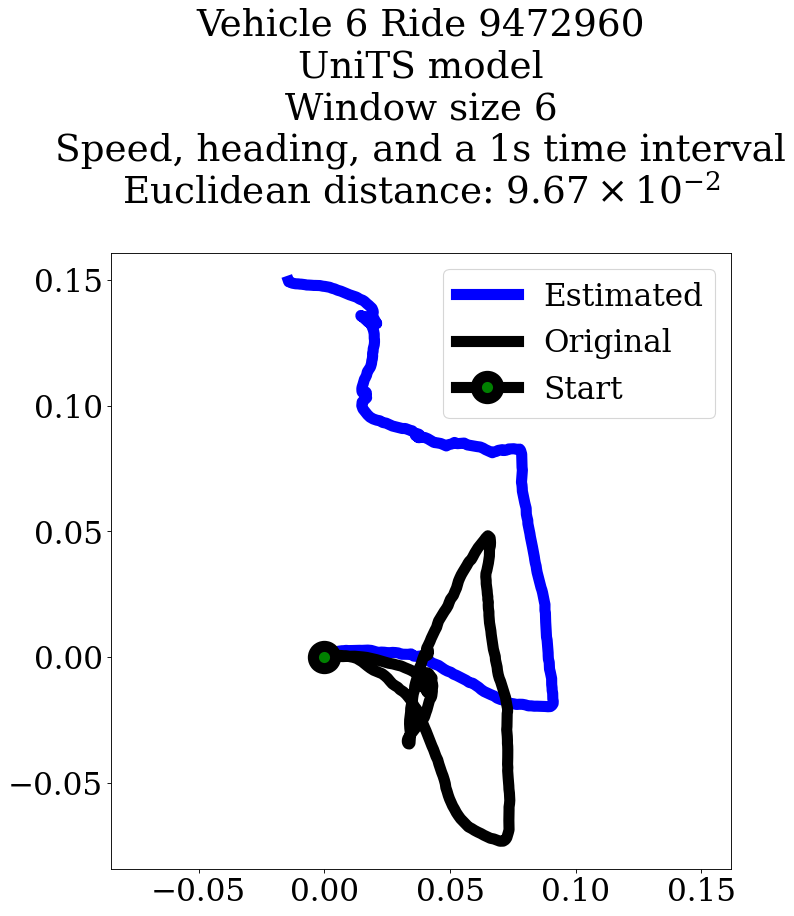 Vehicle 6 Ride 9472960
UniTS model
Window size 6
Speed, heading, and a 1s time interval
Euclidean distance: 9.67 × 10⁻²
0.15
0.10
0.05
0.00
−0.05
Estimated
Original
Start
−0.05 0.00 0.05 0.10 0.15